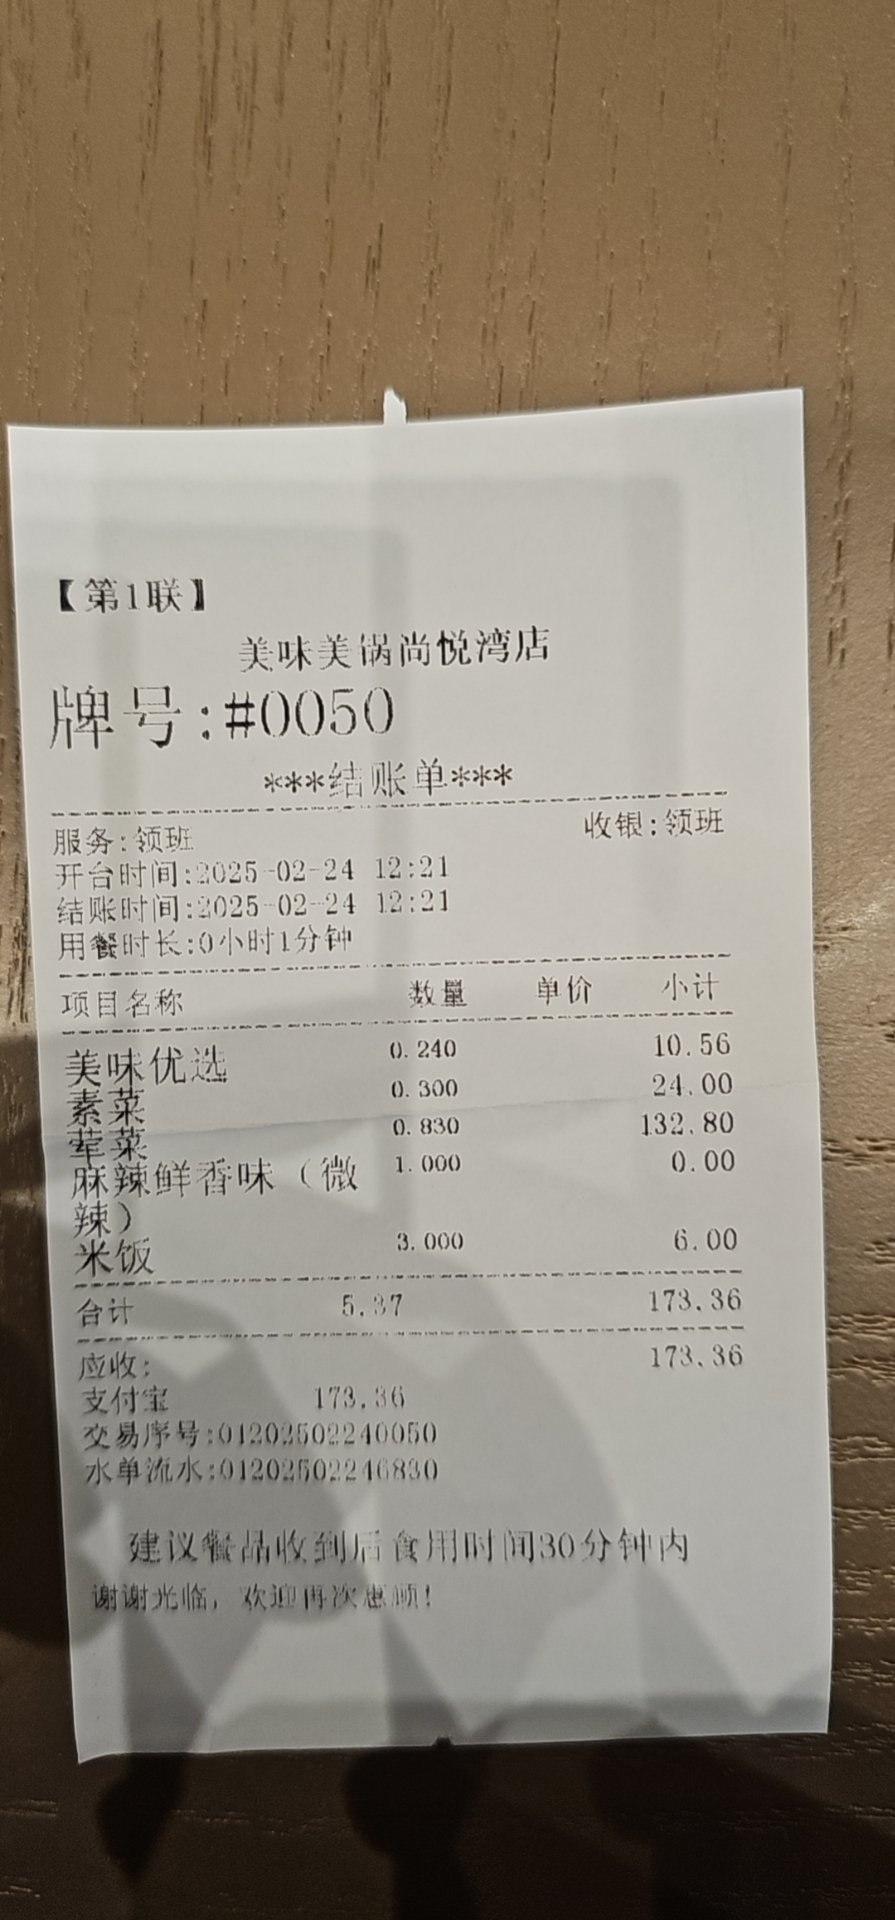 【第1联】
美味美锅尚悦湾店
牌号:#0050
***结账单***
服务:领班 收银:领班
开台时间:2025-02-24 12:21
结账时间:2025-02-24 12:21
用餐时长:0小时1分钟
项目名称 数量 单价 小计
美味优选 0.240 10.56
素菜 0.300 24.00
荤菜 0.830 132.80
麻辣鲜香味（微 1.000 0.00
辣）
米饭 3.000 6.00
合计 5.37 173.36
应收: 173.36
支付宝 173.36
交易序号:01202502240050
水单流水:01202502246830
建议餐品收到后食用时间30分钟内
谢谢光临，欢迎再次惠顾!